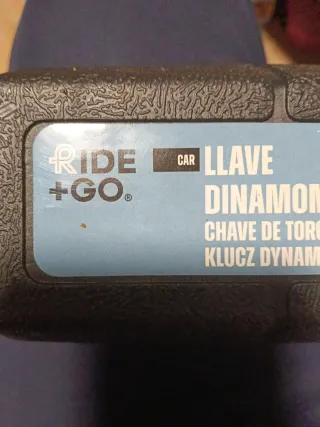 RIDE
+GO®
CAR
LLAVE
DINAMOM
CHAVE DE TORQ
KLUCZ DYNAM